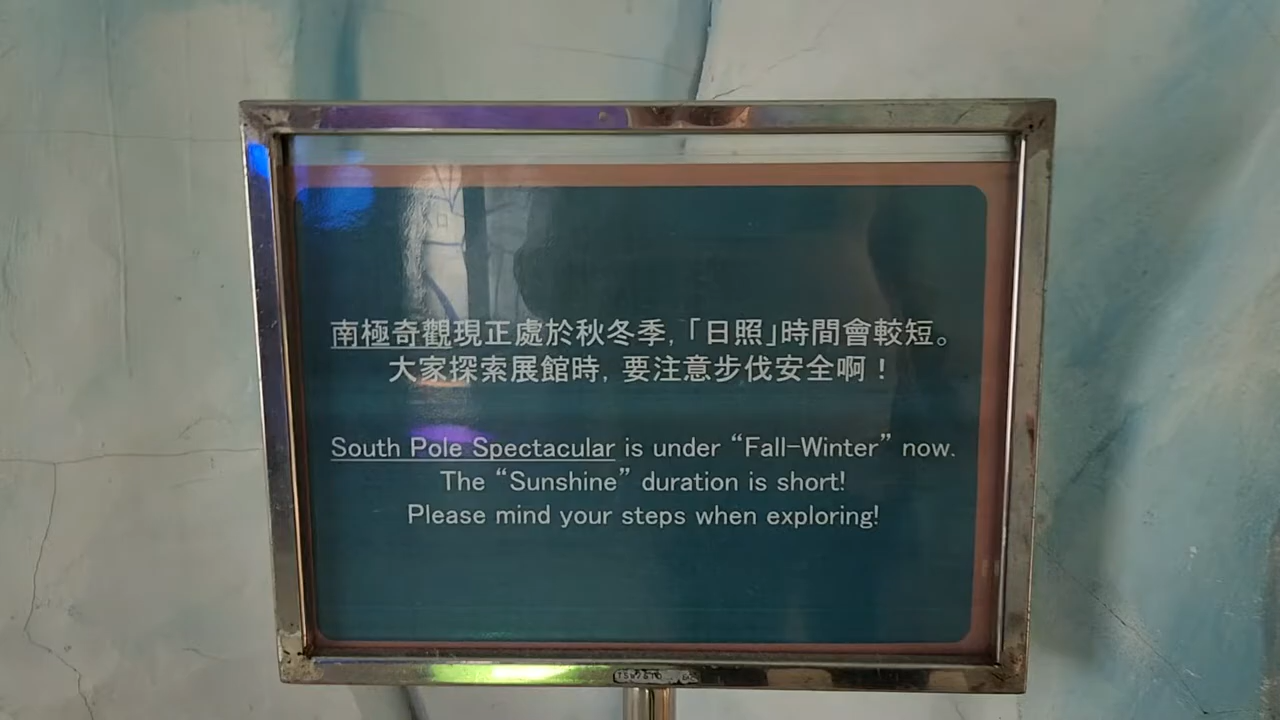 南極奇觀現正處於秋冬季,「日照」時間會較短。
大家探索展館時, 要注意步伐安全啊！
South Pole Spectacular is under “Fall-Winter” now.
The “Sunshine” duration is short!
Please mind your steps when exploring!